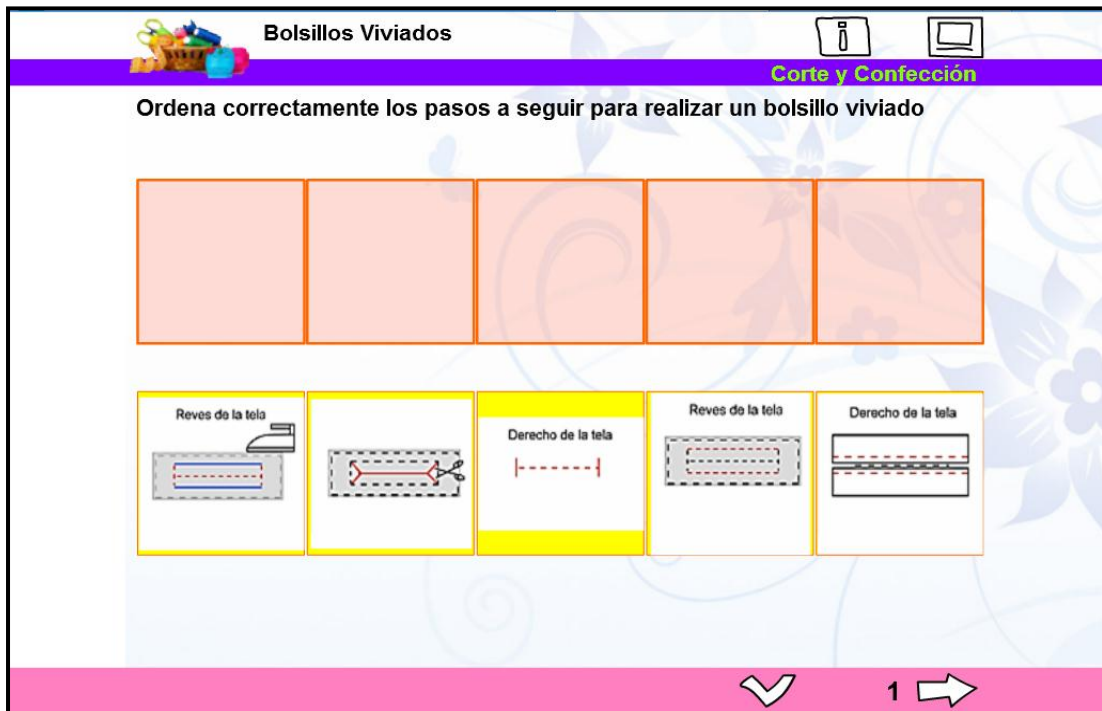 Bolsillos Viviados
i
Corte y Confección
Ordena correctamente los pasos a seguir para realizar un bolsillo viviado
Reves de la tela
Derecho de la tela
Reves de la tela
Derecho de la tela
1